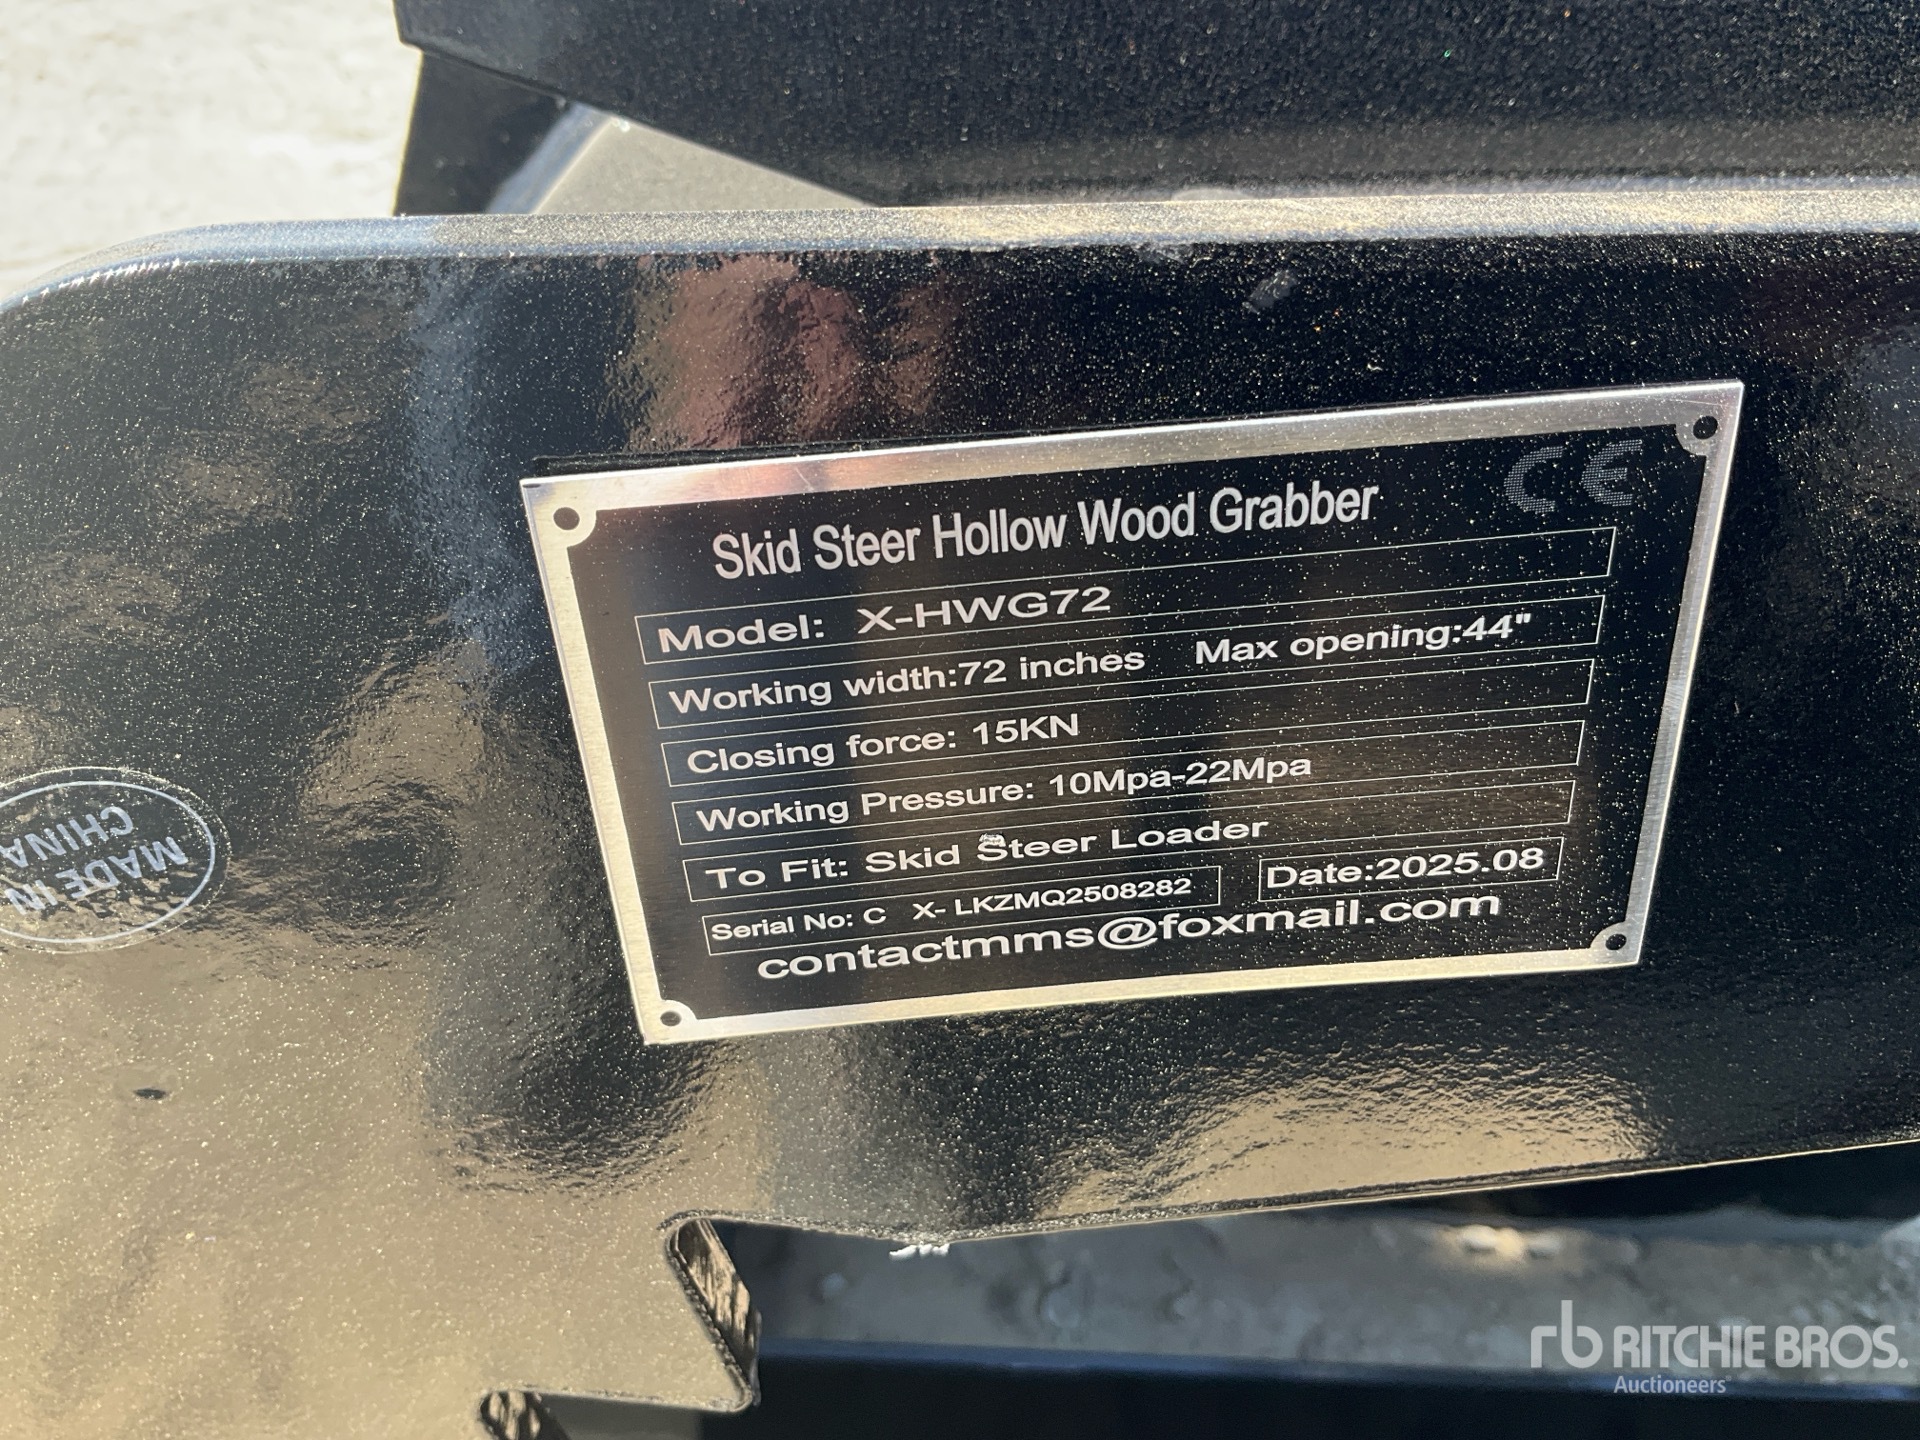 CE
Skid Steer Hollow Wood Grabber
Model: X-HWG72
Working width:72 inches Max opening:44"
Closing force: 15KN
Working Pressure: 10Mpa-22Mpa
To Fit: Skid Steer Loader
Serial No: C X- LKZMQ2508282 Date:2025.08
contactmms@foxmail.com
MADE IN
CHINA
rb RITCHIE BROS.
Auctioneers